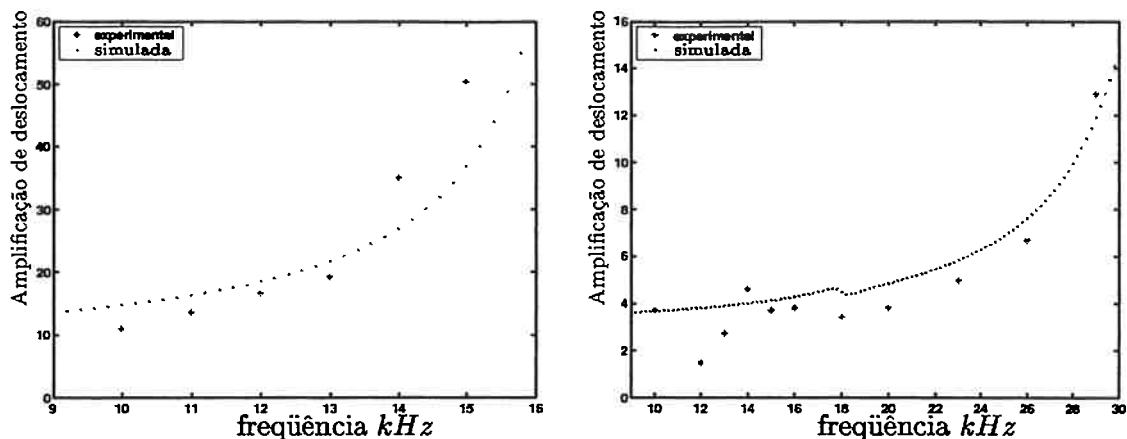 Amplificação de deslocamento
60
50
40
30
20
10
0
experimental
simulada
9 10 11 12 13 14 15 16
freqüência kHz
Amplificação de deslocamento
16
14
12
10
8
6
4
2
0
experimental
simulada
10 12 14 16 18 20 22 24 26 28 30
freqüência kHz